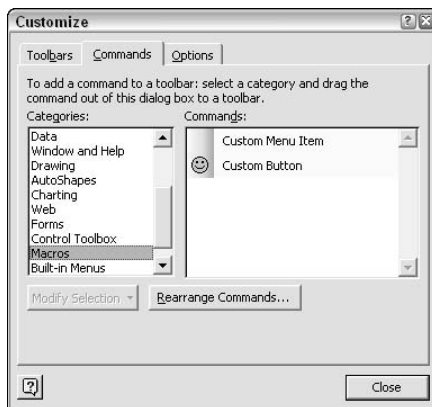 Customize
Toolbars Commands Options
To add a command to a toolbar: select a category and drag the
command out of this dialog box to a toolbar.
Categories: Commands:
Data
Window and Help
Drawing
AutoShapes
Charting
Web
Forms
Control Toolbox
Macros
Built-in Menus
Custom Menu Item
Custom Button
Modify Selection
Rearrange Commands...
Close